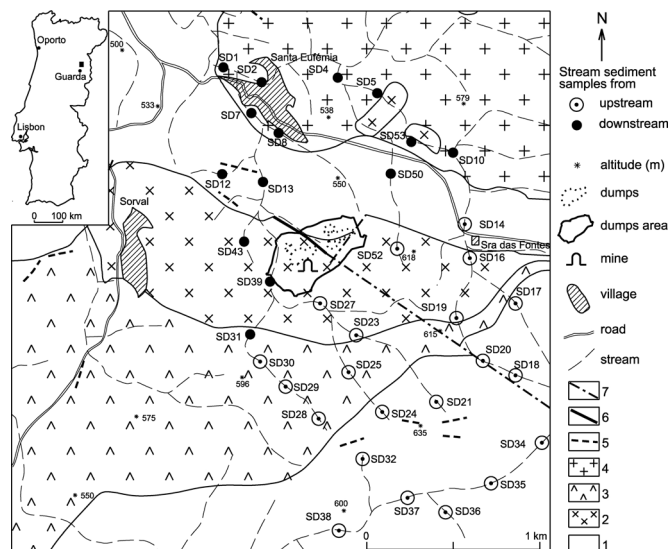 Oporto
Guarda
Lisbon
0 100 km
500
533
SD1
SD2
Santa Eufémia
SD4
SD5
538
579
SD7
SD8
SD53
SD10
SD12
SD13
550
SD50
SD14
Sorval
SD43
SD52
618
Sra das Fontes
SD16
SD39
SD27
SD17
SD19
SD23
615
SD31
SD30
SD20
SD18
SD25
596
SD29
SD21
SD28
SD24
575
635
SD34
SD32
550
SD35
600
SD37
SD36
SD38
0 1 km
N
Stream sediment
samples from
upstream
downstream
altitude (m)
dumps
dumps area
mine
village
road
stream
7
6
5
4
3
2
1